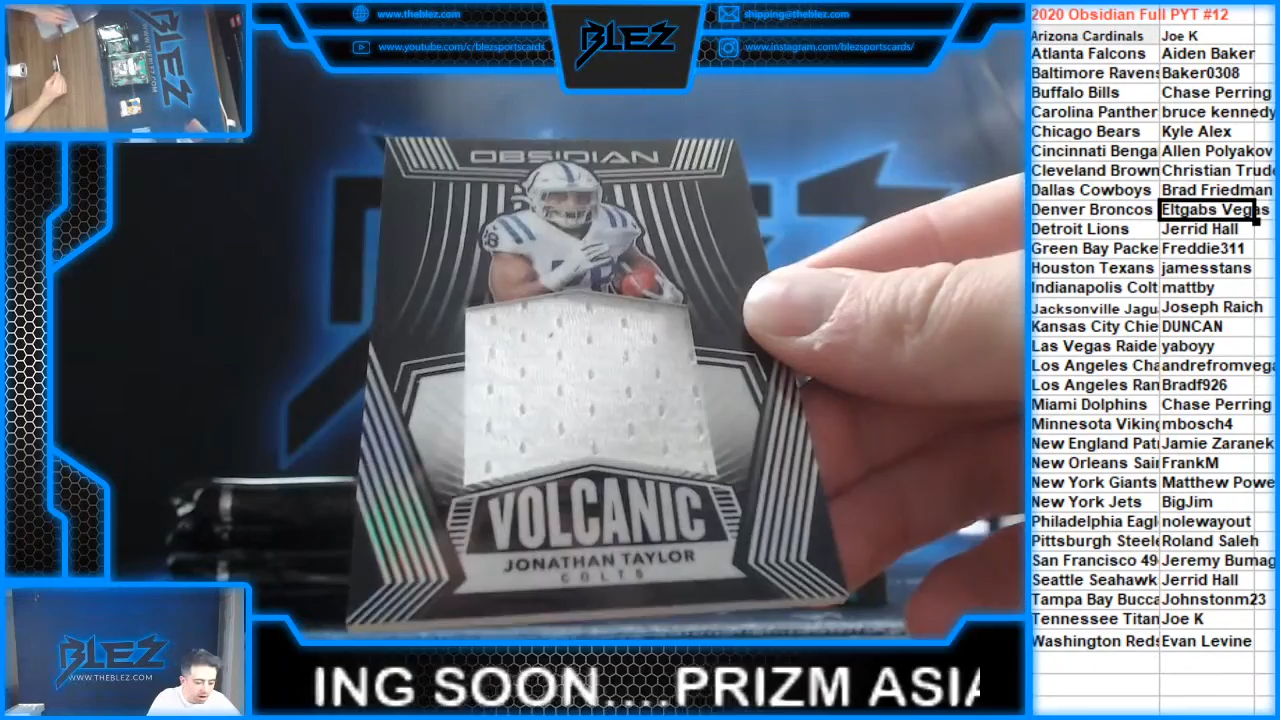 www.theblez.com
www.youtube.com/c/blezsportscards
BLEZ
shipping@theblez.com
www.instagram.com/blezsportscards/
OBSIDIAN
28
VOLCANIC
JONATHAN TAYLOR
COLTS
BLEZ
WWW.THEBLEZ.COM
ING SOON....PRIZM ASIA
2020 Obsidian Full PYT #12
Arizona Cardinals Joe K
Atlanta Falcons Aiden Baker
Baltimore Ravens Baker0308
Buffalo Bills Chase Perring
Carolina Panther bruce kennedy
Chicago Bears Kyle Alex
Cincinnati Benga Allen Polyakov
Cleveland Brown Christian Trude
Dallas Cowboys Brad Friedman
Denver Broncos Eltgabs Vegas
Detroit Lions Jerrid Hall
Green Bay Packe Freddie311
Houston Texans jamesstans
Indianapolis Colt mattby
Jacksonville Jagu Joseph Raich
Kansas City Chie DUNCAN
Las Vegas Raide yaboyy
Los Angeles Cha andrefromvega
Los Angeles Ran Bradf926
Miami Dolphins Chase Perring
Minnesota Viking mbosch4
New England Pat Jamie Zaranek
New Orleans Sai FrankM
New York Giants Matthew Powe
New York Jets BigJim
Philadelphia Eagl nolewayout
Pittsburgh Steele Roland Saleh
San Francisco 49 Jeremy Bumag
Seattle Seahawk Jerrid Hall
Tampa Bay Bucca Johnstonm23
Tennessee Titan Joe K
Washington Reds Evan Levine